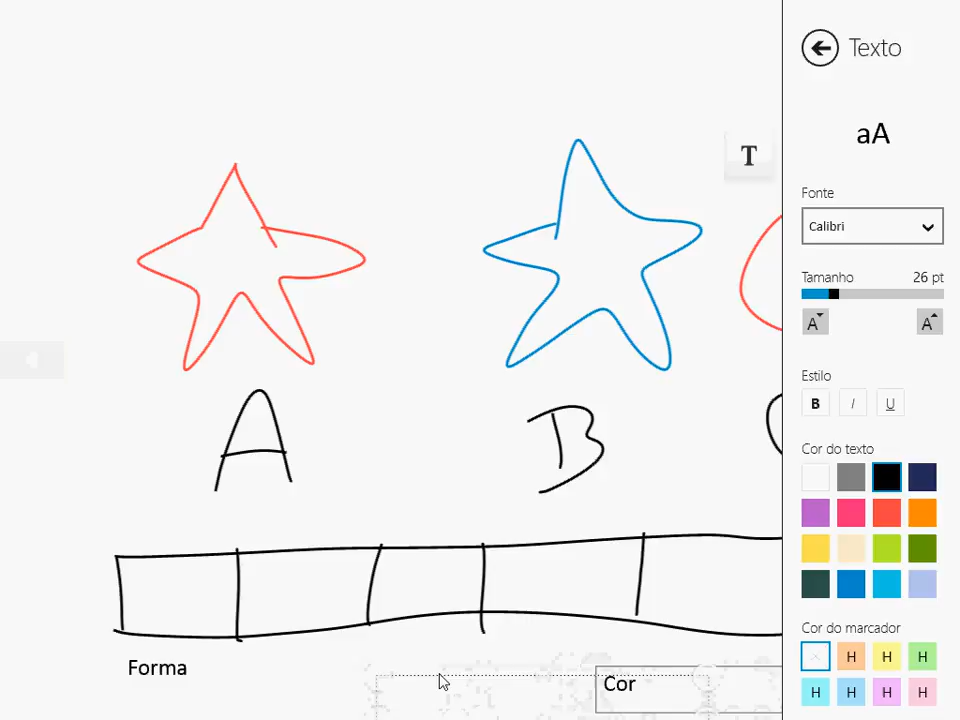 Texto
aA
T
Fonte
Calibri
Tamanho 26 pt
A A
Estilo
B I U
Cor do texto
A B
Cor do marcador
H H H
H H H H
Forma
Cor